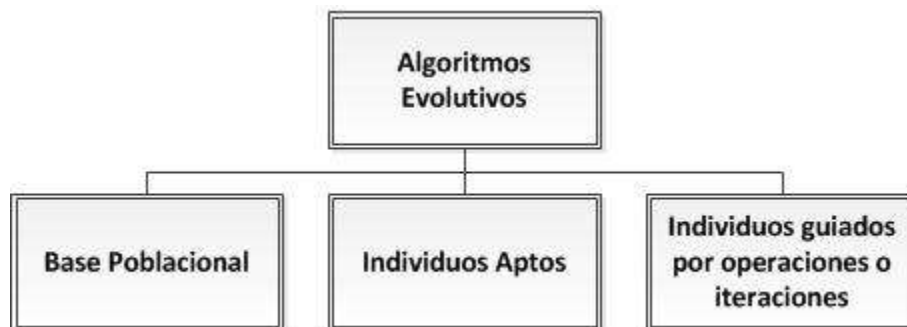 Algoritmos
Evolutivos
Base Poblacional
Individuos Aptos
Individuos guiados
por operaciones o
iteraciones